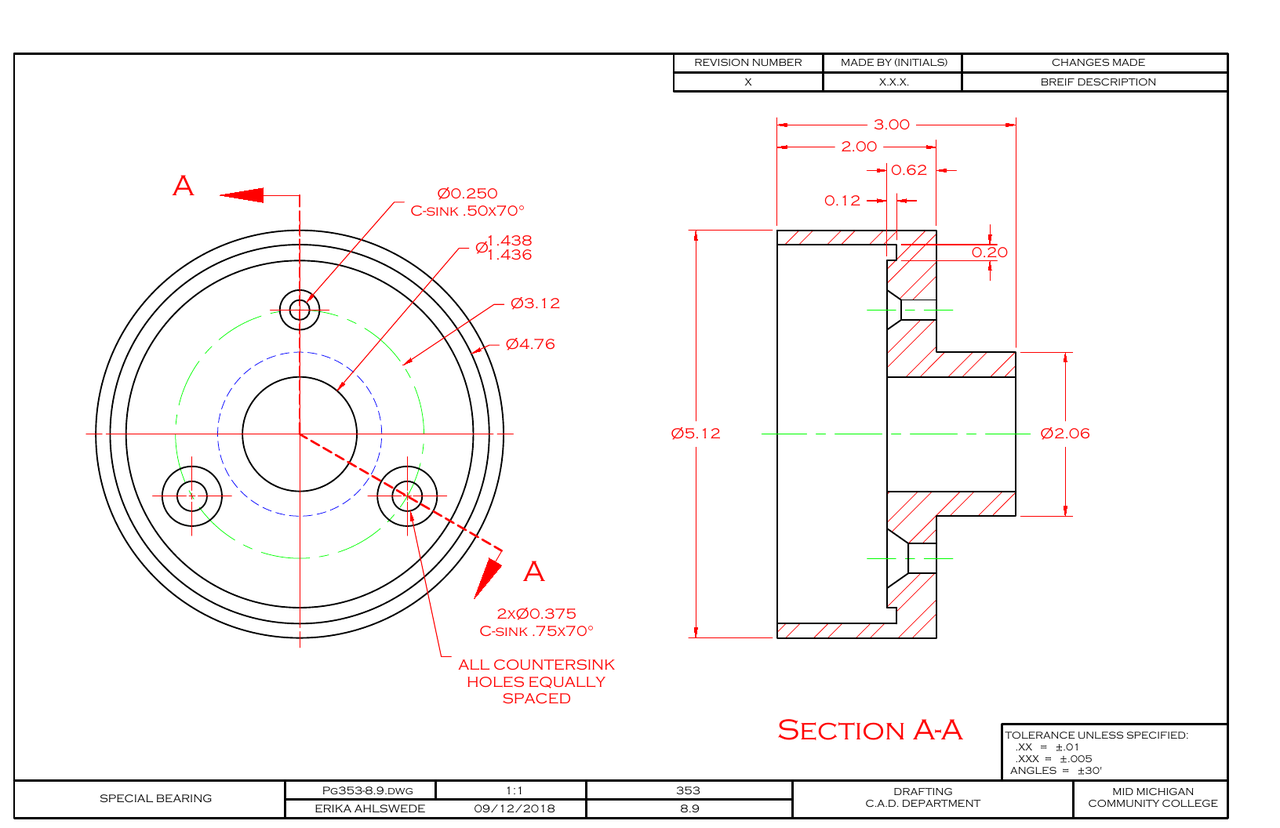 REVISION NUMBER MADE BY (INITIALS) CHANGES MADE
X X.X.X. BREIF DESCRIPTION
3.00
2.00
0.62
0.12
0.20
A
Ø0.250
C-SINK .50X70°
Ø1.438
1.436
Ø3.12
Ø4.76
Ø5.12
Ø2.06
A
2XØ0.375
C-SINK .75X70°
ALL COUNTERSINK
HOLES EQUALLY
SPACED
SECTION A-A
TOLERANCE UNLESS SPECIFIED:
.XX = ±.01
.XXX = ±.005
ANGLES = ±30'
SPECIAL BEARING
PG353-8.9.DWG 1:1 353
ERIKA AHLSWEDE 09/12/2018 8.9
DRAFTING
C.A.D. DEPARTMENT
MID MICHIGAN
COMMUNITY COLLEGE